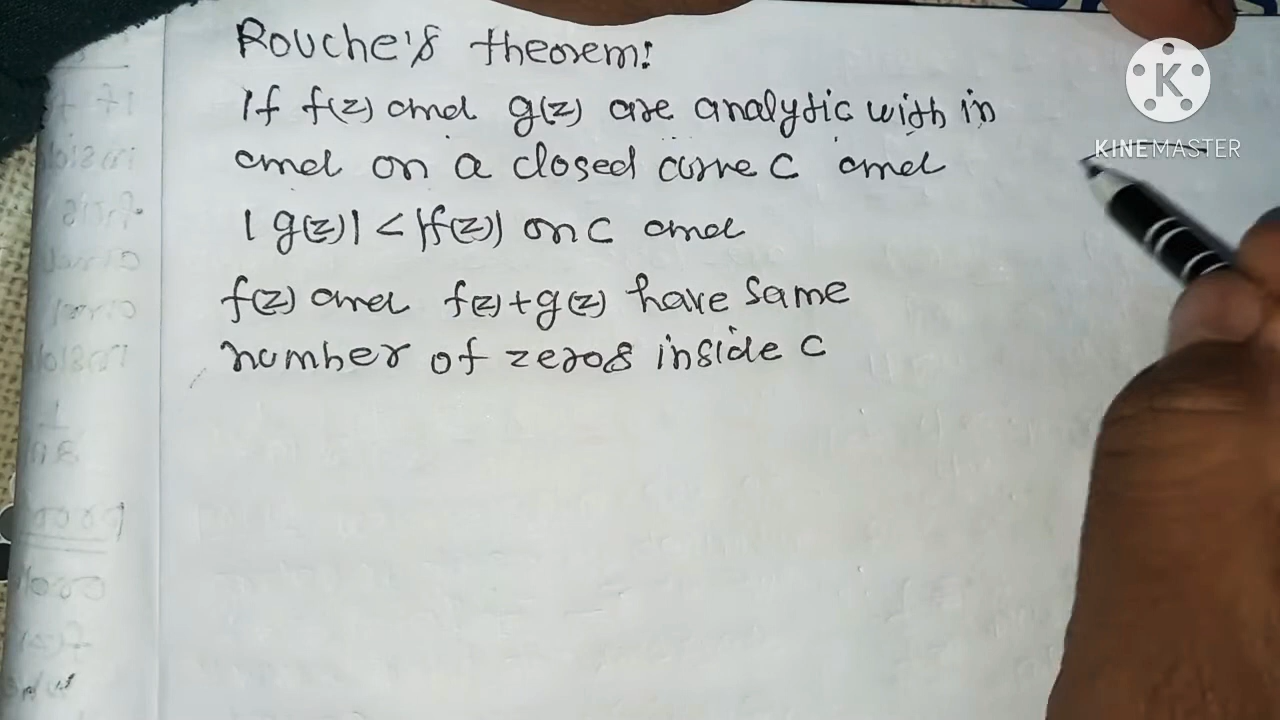 Rouche's theorem:
If f(z) and g(z) are analytic with in
and on a closed curve C and
|g(z)| < |f(z)| on C and
f(z) and f(z)+g(z) have same
number of zeros inside C
K
KINEMASTER